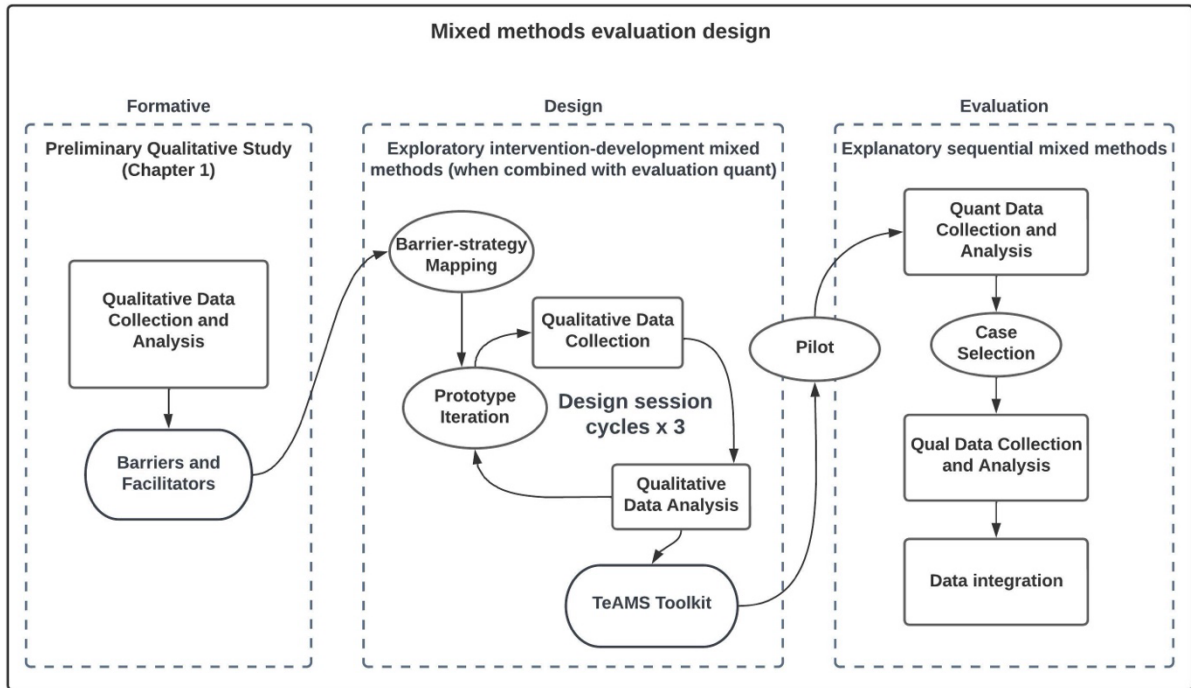 Mixed methods evaluation design
Formative
Preliminary Qualitative Study
(Chapter 1)
Qualitative Data
Collection and
Analysis
Barriers and
Facilitators
Design
Exploratory intervention-development mixed
methods (when combined with evaluation quant)
Barrier-strategy
Mapping
Qualitative Data
Collection
Prototype
Iteration
Design session
cycles x 3
Qualitative
Data Analysis
TeAMS Toolkit
Pilot
Evaluation
Explanatory sequential mixed methods
Quant Data
Collection and
Analysis
Case
Selection
Qual Data Collection
and Analysis
Data integration